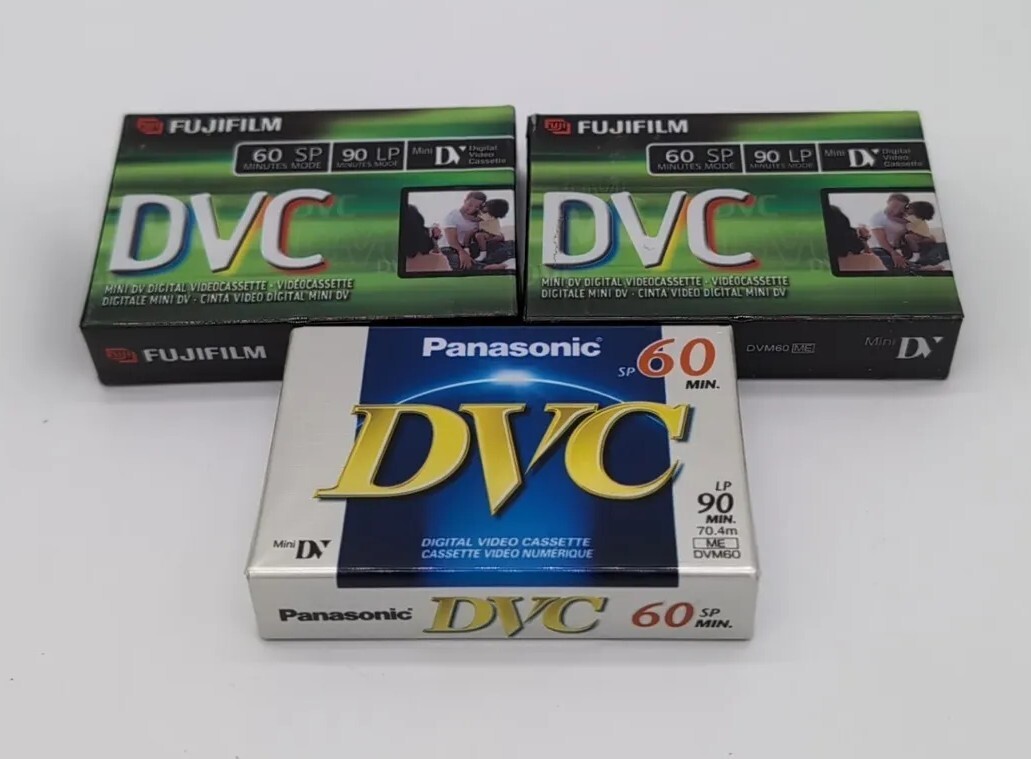 FUJIFILM
60 SP 90 LP Mini DV Digital Video Cassette
MINUTES MODE MINUTES MODE
DVC
MINI DV DIGITAL VIDEOCASSETTE · VIDÉOCASSETTE
DIGITALE MINI DV · CINTA VIDEO DIGITAL MINI DV
FUJIFILM
FUJIFILM
60 SP 90 LP Mini DV Digital Video Cassette
MINUTES MODE MINUTES MODE
DVC
MINI DV DIGITAL VIDEOCASSETTE · VIDÉOCASSETTE
DIGITALE MINI DV · CINTA VIDEO DIGITAL MINI DV
DVM60 ME Mini DV
Panasonic
SP 60 MIN.
DVC
LP
90
MIN.
70.4m
ME
DVM60
Mini DV
DIGITAL VIDEO CASSETTE
CASSETTE VIDÉO NUMÉRIQUE
Panasonic DVC 60 SP MIN.